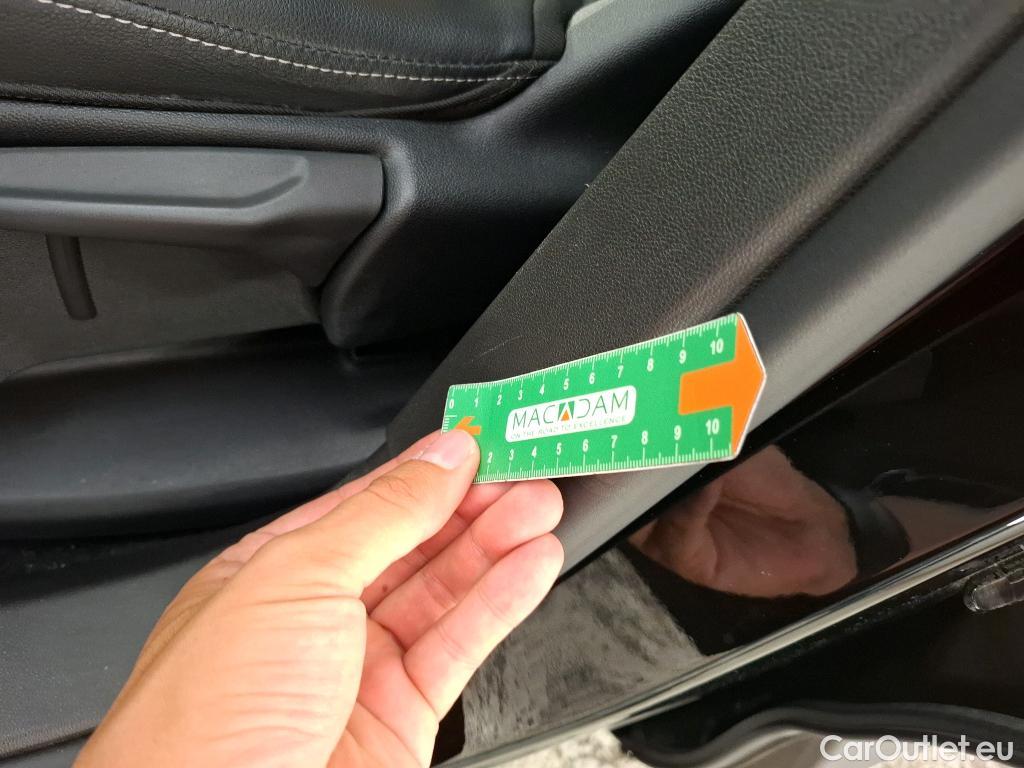 0 1 2 3 4 5 6 7 8 9 10
MACADAM
ON THE ROAD TO EXCELLENCE
2 3 4 5 6 7 8 9 10
CarOutlet.eu